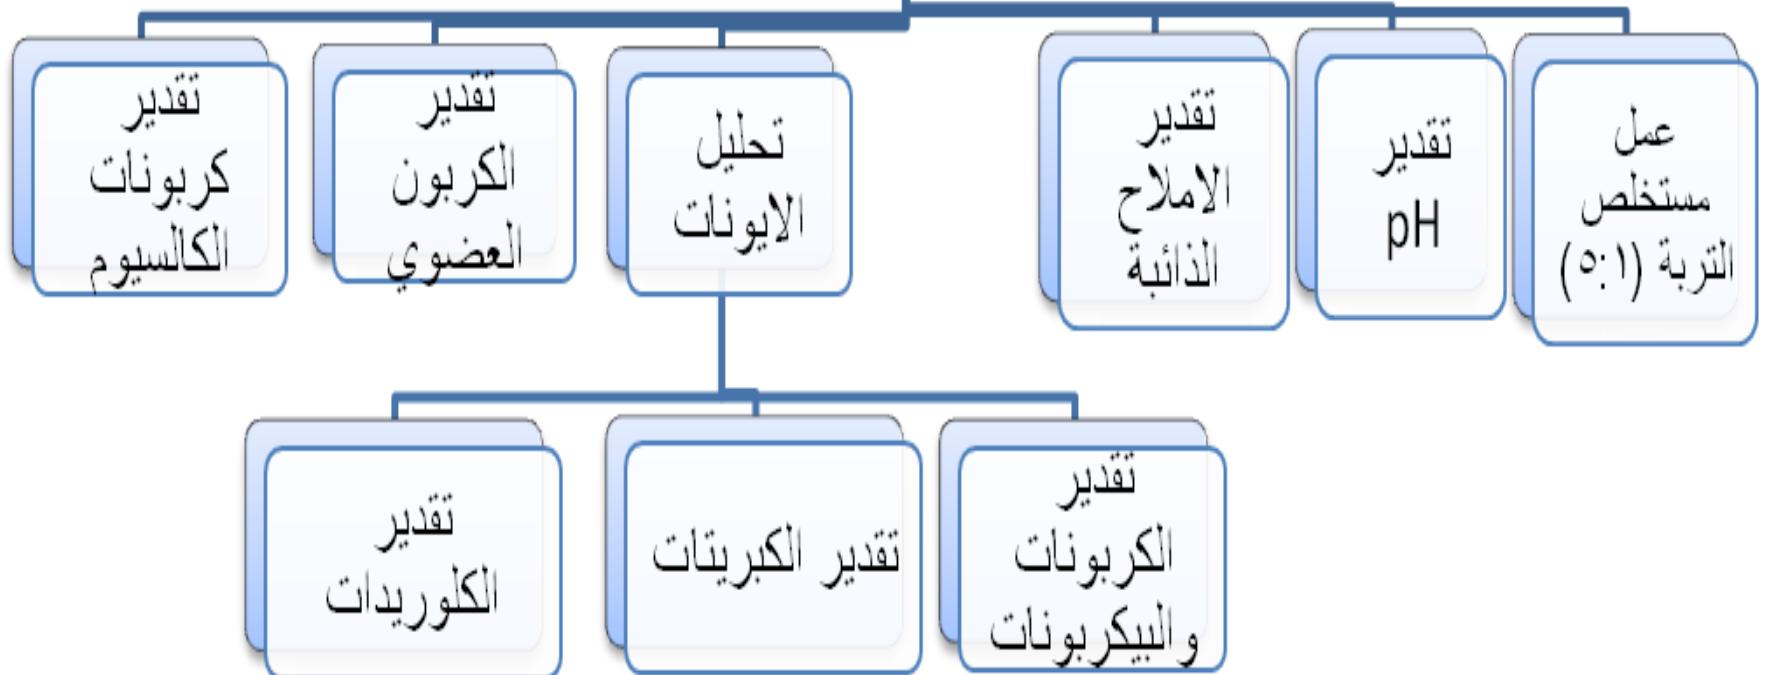 عمل
مستخلص
التربة (٥:١)
تقدير
pH
تقدير
الاملاح
الذائبة
تحليل
الايونات
تقدير
الكربون
العضوي
تقدير
كربونات
الكالسيوم
تقدير
الكربونات
والبيكربونات
تقدير الكبريتات
تقدير
الكلوريدات